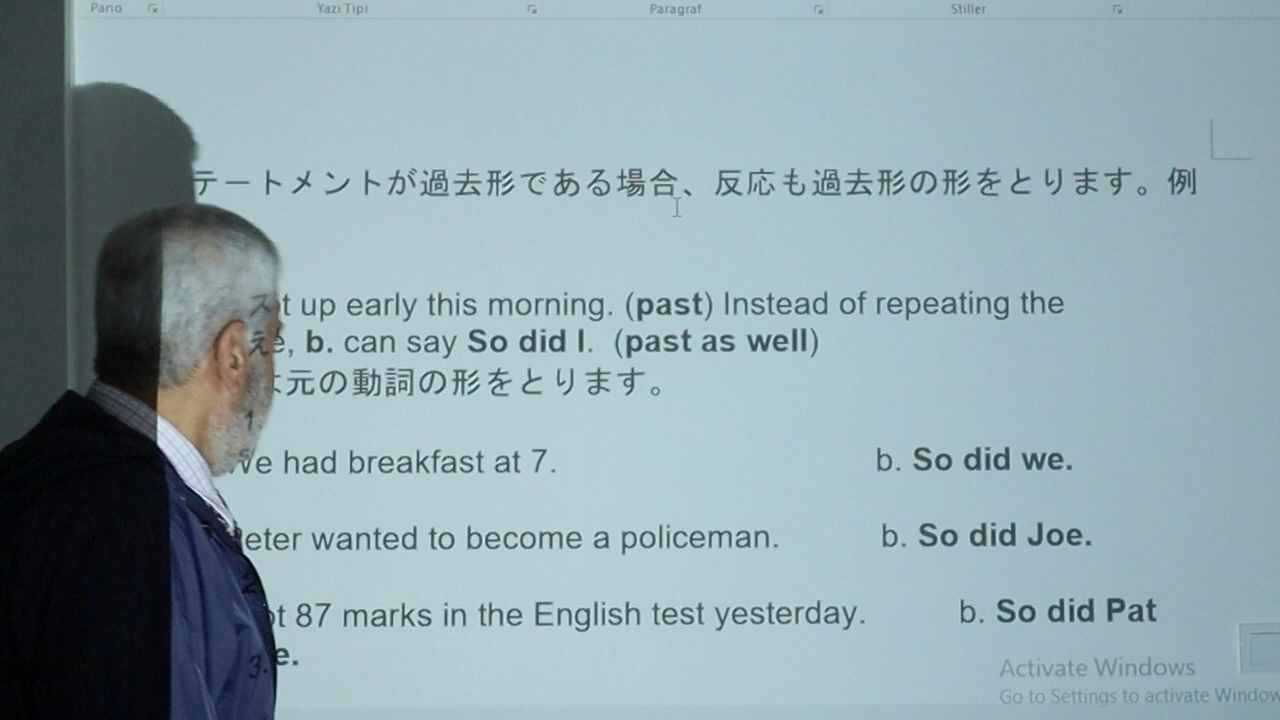 Pano Yazı Tipi Paragraf Stiller
テートメントが過去形である場合、反応も過去形の形をとります。例
up early this morning. (past) Instead of repeating the
b. can say So did I. (past as well)
元の動詞の形をとります。
We had breakfast at 7. b. So did we.
wanted to become a policeman. b. So did Joe.
87 marks in the English test yesterday. b. So did Pat
3.
Activate Windows
Go to Settings to activate Window